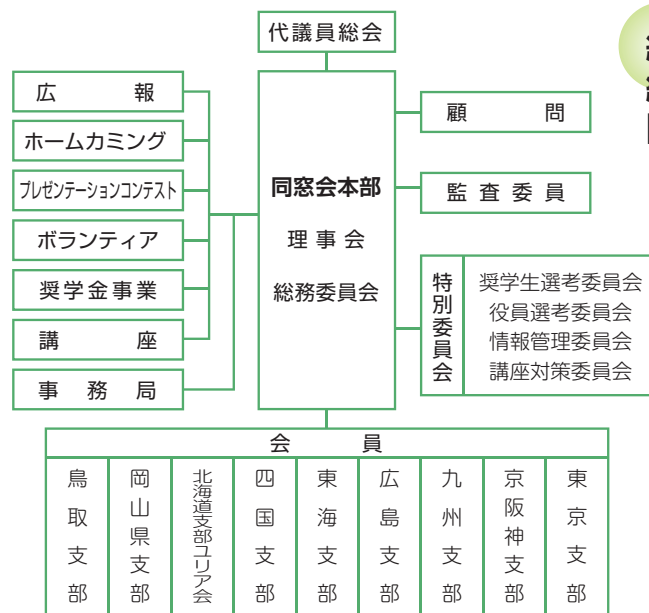 代議員総会
広報
ホームカミング
プレゼンテーションコンテスト
ボランティア
奨学金事業
講座
事務局
同窓会本部
理事会
総務委員会
顧問
監査委員
特別委員会
奨学生選考委員会
役員選考委員会
情報管理委員会
講座対策委員会
会員
鳥取支部
岡山県支部
北海道支部ユリア会
四国支部
東海支部
広島支部
九州支部
京阪神支部
東京支部